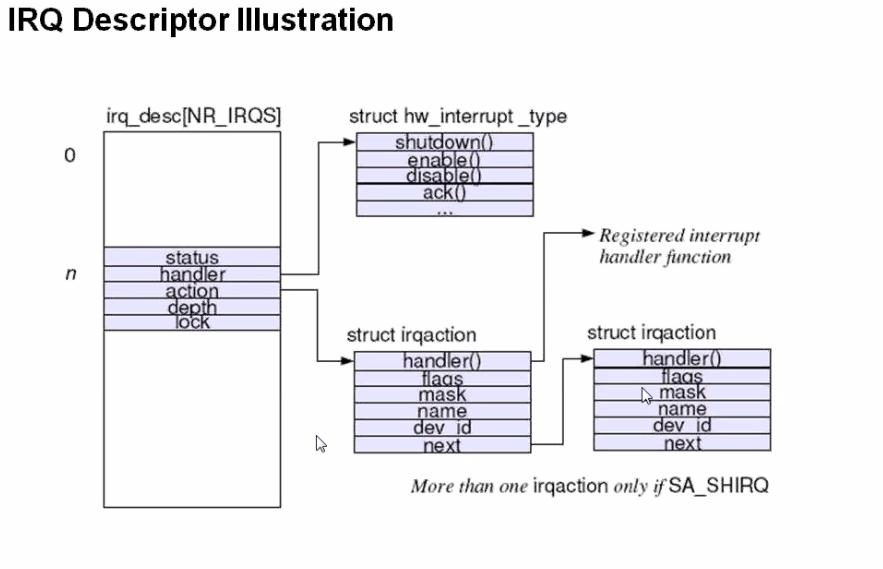 IRQ Descriptor Illustration
irq_desc[NR_IRQS]
0
n
status
handler
action
depth
lock
struct hw_interrupt _type
shutdown()
enable()
disable()
ack()
...
Registered interrupt
handler function
struct irqaction
handler()
flags
mask
name
dev_id
next
struct irqaction
handler()
flags
mask
name
dev_id
next
More than one irqaction only if SA_SHIRQ